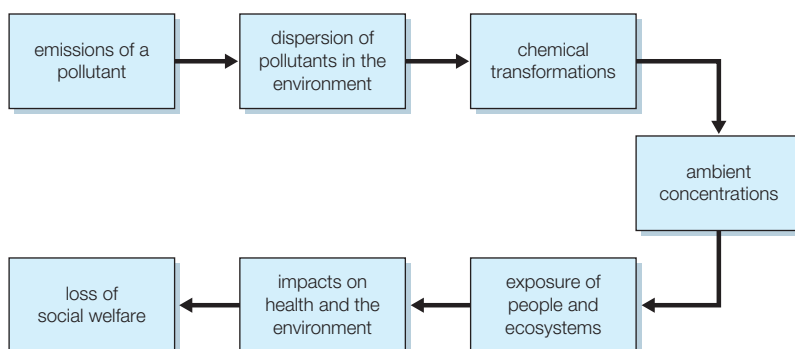 emissions of a
pollutant
dispersion of
pollutants in the
environment
chemical
transformations
ambient
concentrations
exposure of
people and
ecosystems
impacts on
health and the
environment
loss of
social welfare